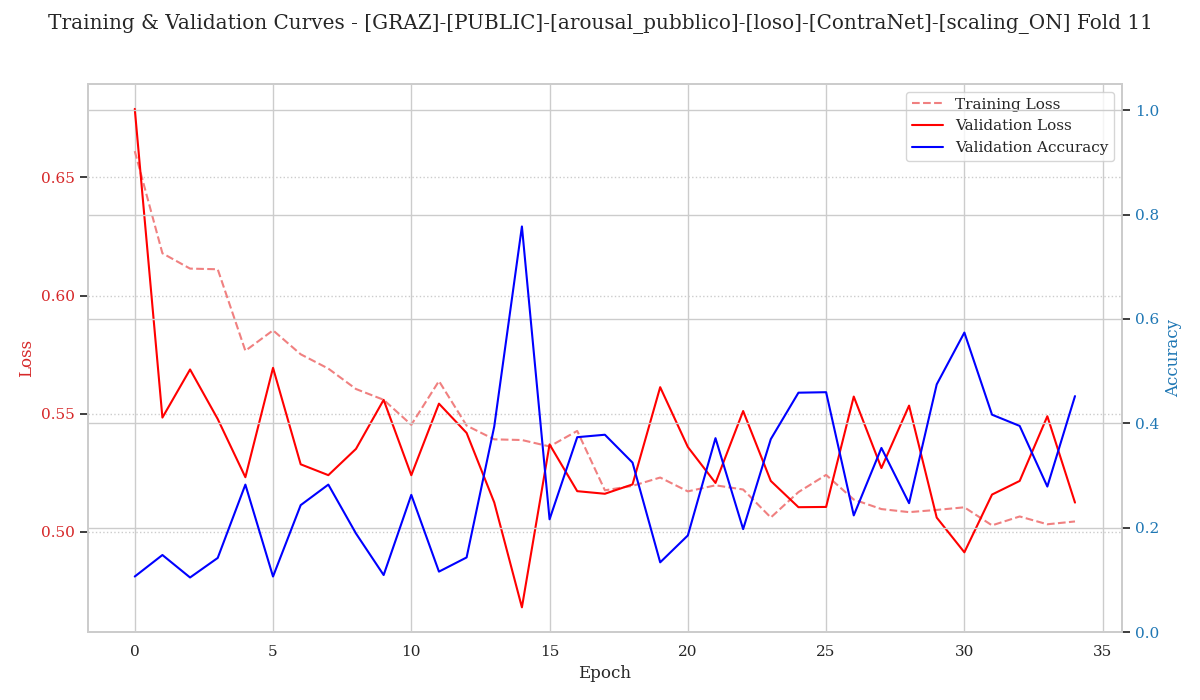 Training & Validation Curves - [GRAZ]-[PUBLIC]-[arousal_pubblico]-[loso]-[ContraNet]-[scaling_ON] Fold 11
Training Loss
Validation Loss
Validation Accuracy
Loss
0.65
0.60
0.55
0.50
1.0
0.8
0.6
0.4
0.2
0.0
Accuracy
0 5 10 15 20 25 30 35
Epoch